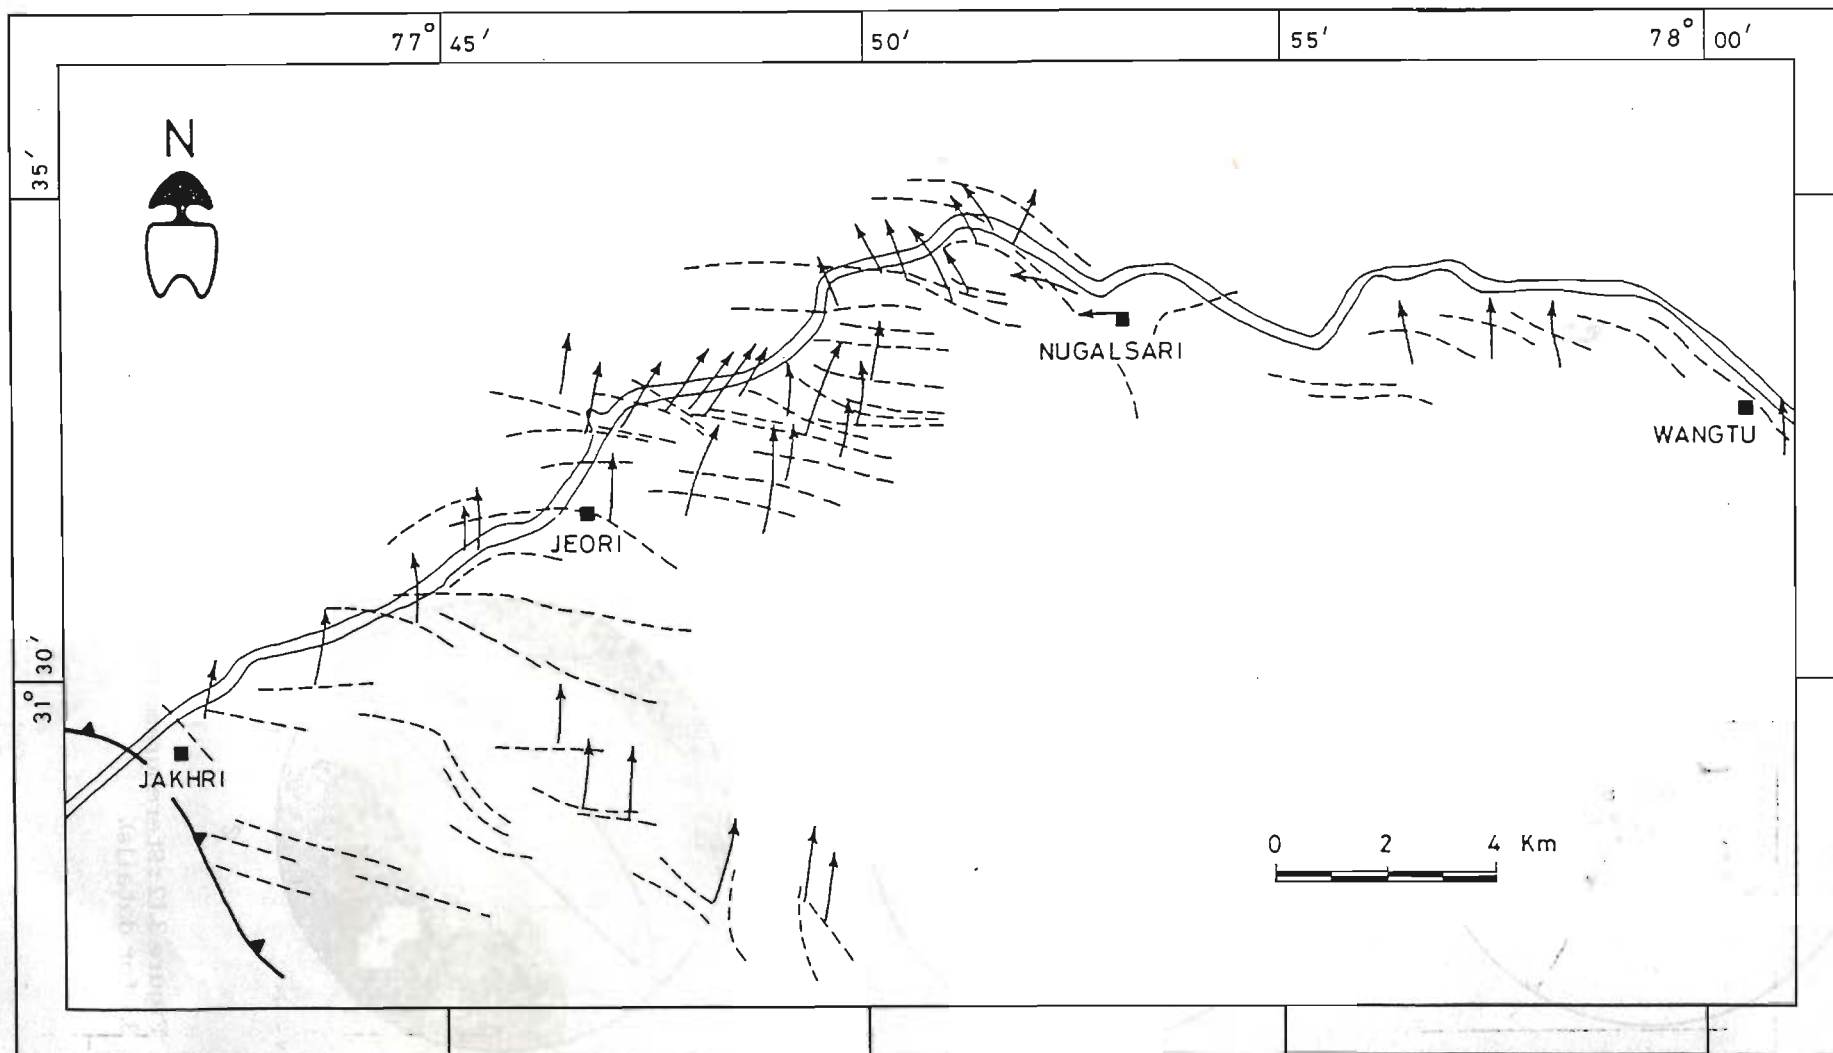 77° 45′ 50′ 55′ 78° 00′
N
35′
NUGALSARI
WANGTU
JEORI
31° 30′
JAKHRI
0 2 4 Km